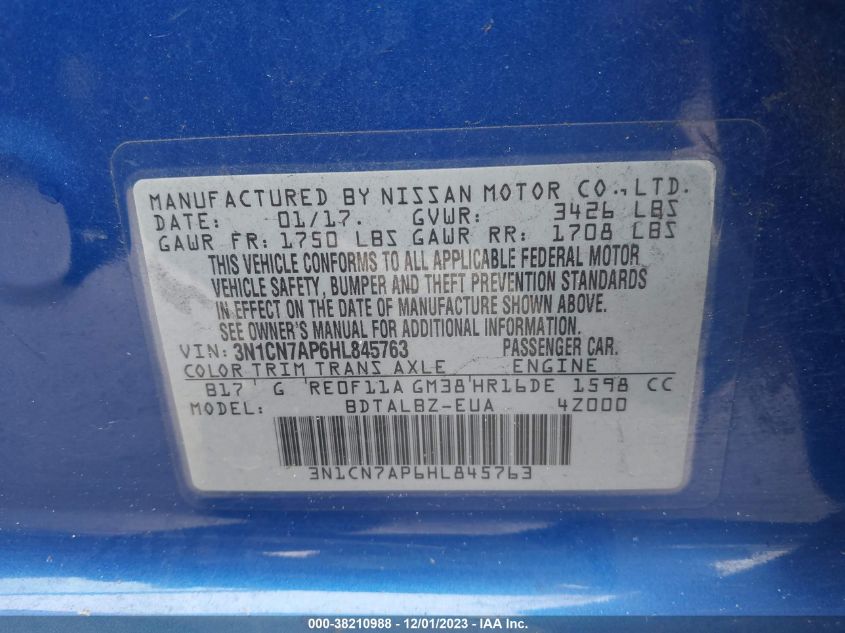 MANUFACTURED BY NISSAN MOTOR CO., LTD.
DATE: 01/17. GVWR: 3426 LBS
GAWR FR: 1750 LBS GAWR RR: 1708 LBS
THIS VEHICLE CONFORMS TO ALL APPLICABLE FEDERAL MOTOR
VEHICLE SAFETY, BUMPER AND THEFT PREVENTION STANDARDS
IN EFFECT ON THE DATE OF MANUFACTURE SHOWN ABOVE.
SEE OWNER'S MANUAL FOR ADDITIONAL INFORMATION.
VIN: 3N1CN7AP6HL845763 PASSENGER CAR.
COLOR TRIM TRANS AXLE ENGINE
B17 G RE0F11A GM38 HR16DE 1598 CC
MODEL: BDTALBZ-EUA 4Z000
3N1CN7AP6HL845763
000-38210988 - 12/01/2023 - IAA Inc.